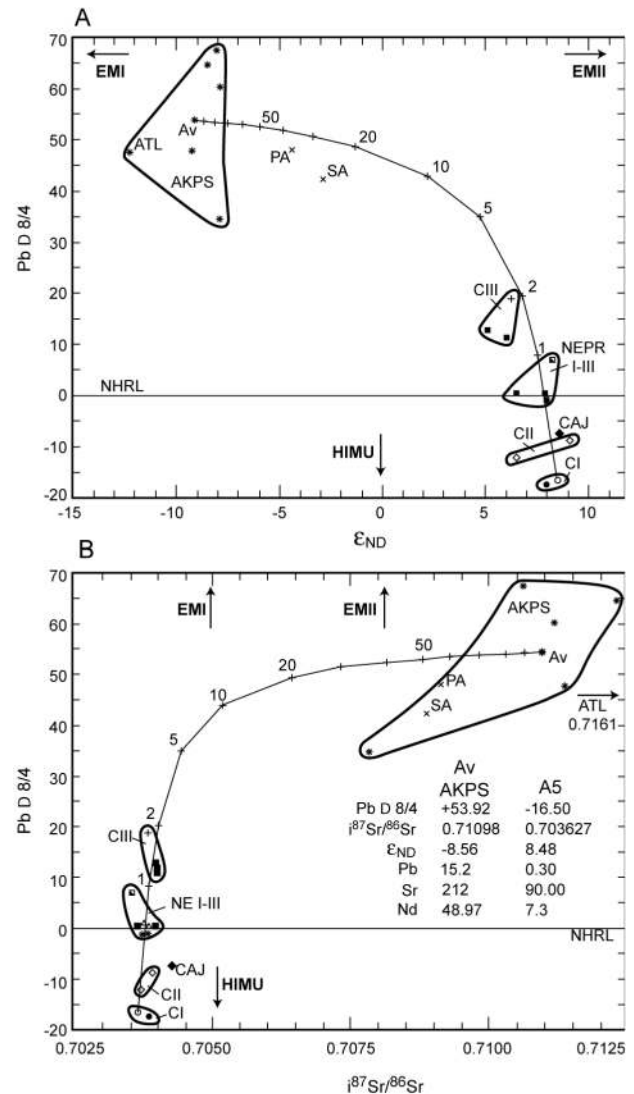 A
70
60
50
40
30
20
10
0
-10
-20
Pb D 8/4
EMI
EMII
ATL
Av
AKPS
PA
SA
50
20
10
5
2
1
CIII
NEPR
I-III
NHRL
HIMU
CAJ
CII
CI
-15 -10 -5 0 5 10
εND
B
70
60
50
40
30
20
10
0
-10
-20
Pb D 8/4
EMI
EMII
AKPS
Av
PA
SA
ATL
0.7161
50
20
10
5
2
1
CIII
NE I-III
NHRL
HIMU
CAJ
CII
CI
Av
AKPS A5
Pb D 8/4 +53.92 -16.50
i87Sr/86Sr 0.71098 0.703627
εND -8.56 8.48
Pb 15.2 0.30
Sr 212 90.00
Nd 48.97 7.3
0.7025 0.705 0.7075 0.710 0.7125
i87Sr/86Sr